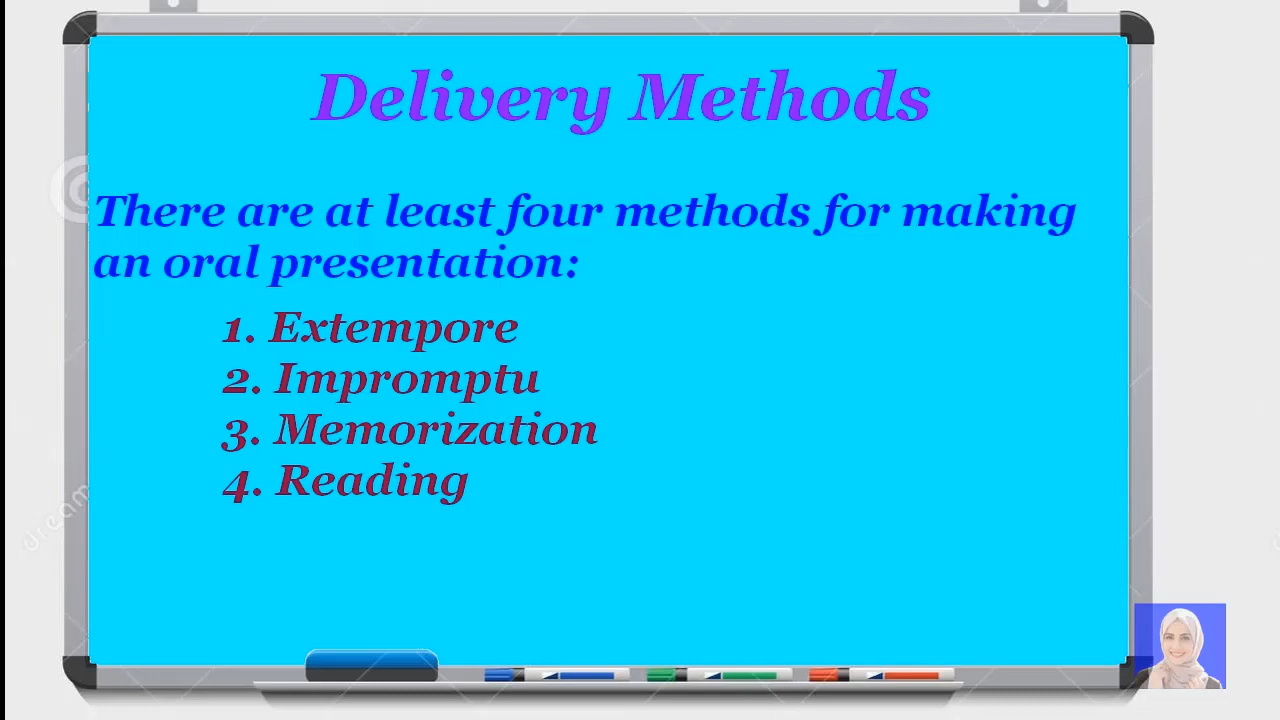 Delivery Methods
There are at least four methods for making
an oral presentation:
1. Extempore
2. Impromptu
3. Memorization
4. Reading
dream